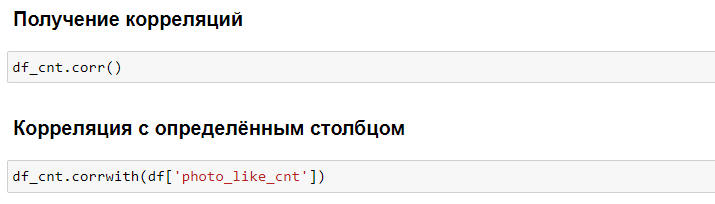 Получение корреляций
df_cnt.corr()
Корреляция с определённым столбцом
df_cnt.corrwith(df['photo_like_cnt'])